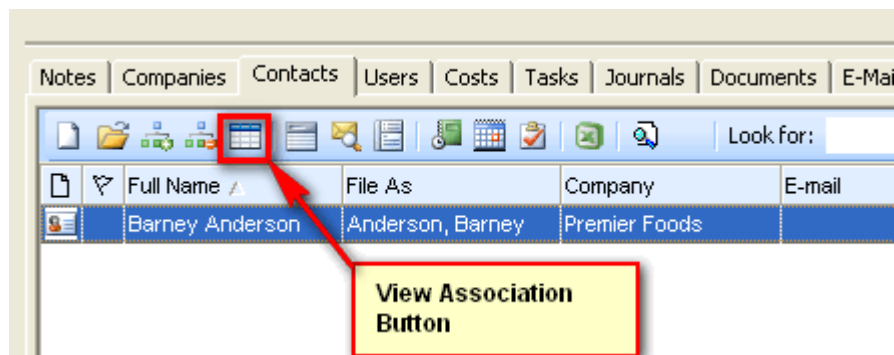 Notes Companies Contacts Users Costs Tasks Journals Documents E-Mai
Look for:
Full Name File As Company E-mail
Barney Anderson Anderson, Barney Premier Foods
View Association
Button